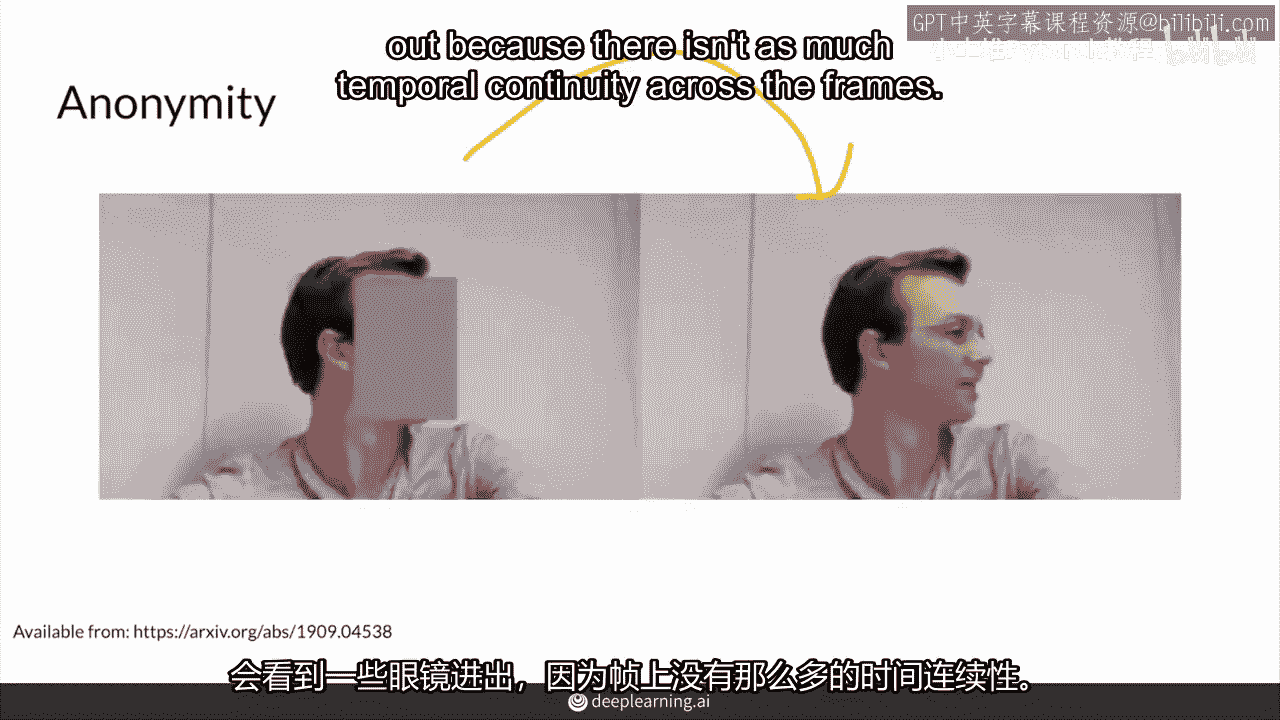 GPT中英字幕课程资源@bilibili.com
out because there isn't as much
temporal continuity across the frames.
Anonymity
Available from: https://arxiv.org/abs/1909.04538
会看到一些眼镜进出，因为帧上没有那么多的时间连续性。
deeplearning.ai